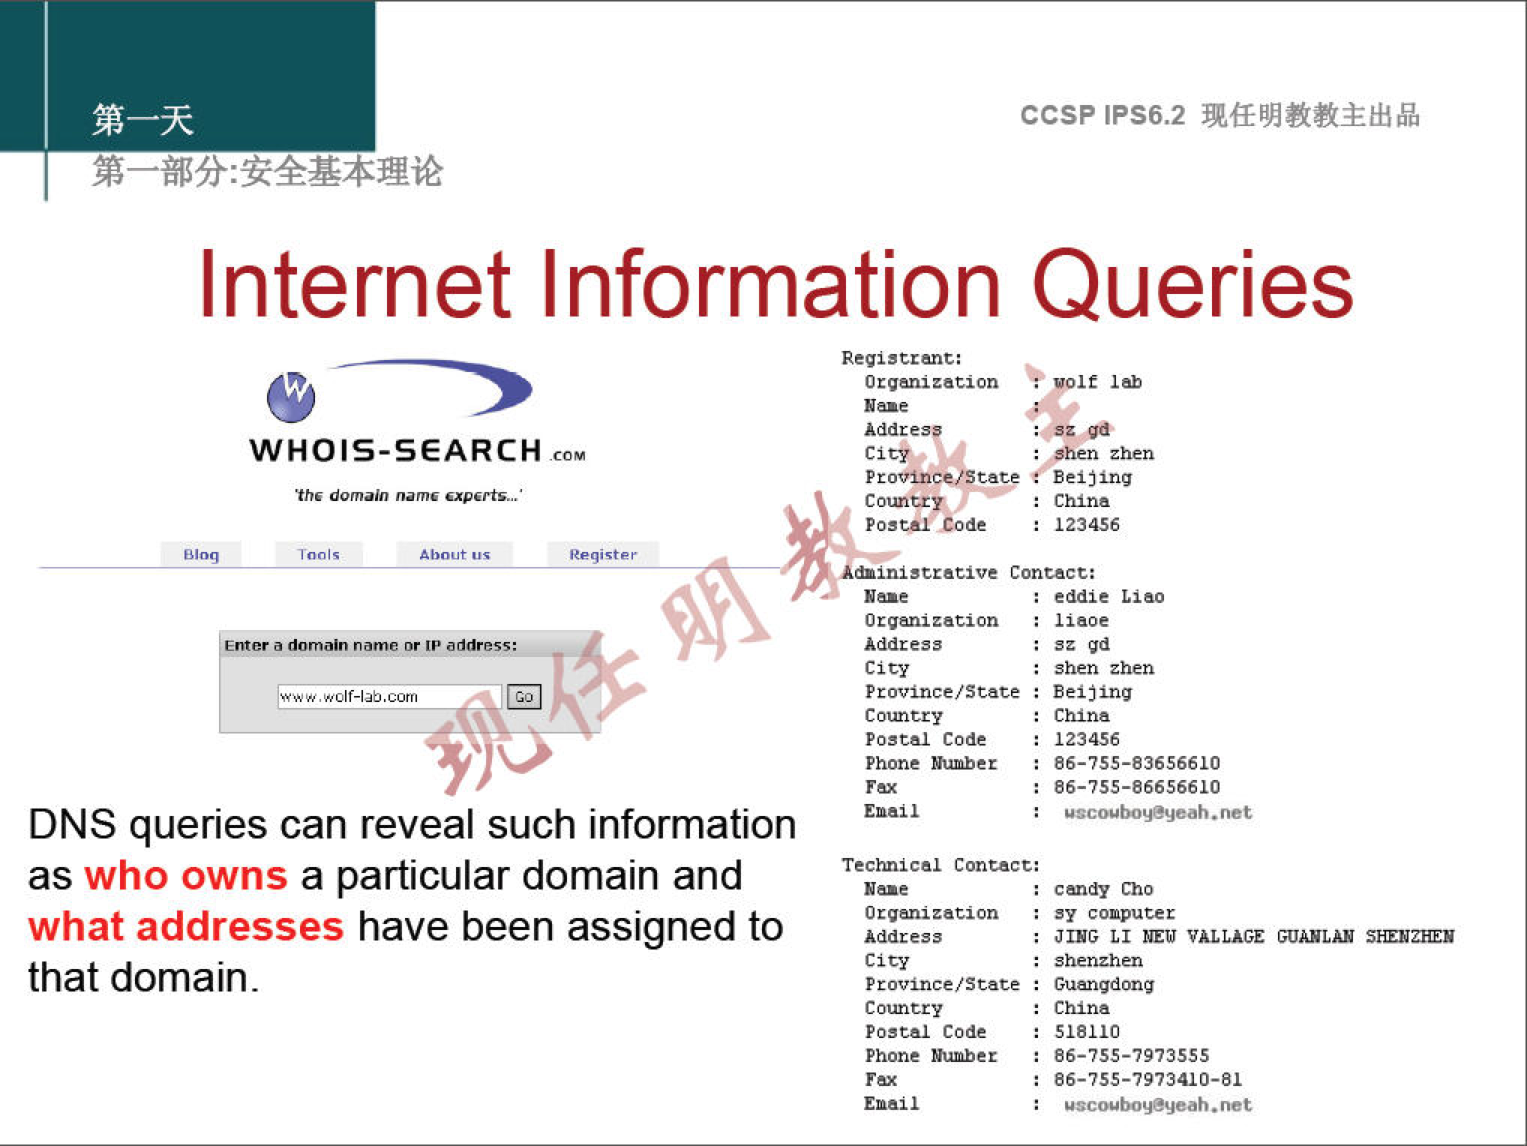 第一天
第一部分:安全基本理论
CCSP IPS6.2 现任明教教主出品
Internet Information Queries
W
WHOIS-SEARCH.COM
'the domain name experts...'
Blog Tools About us Register
Enter a domain name or IP address:
www.wolf-lab.com Go
DNS queries can reveal such information
as who owns a particular domain and
what addresses have been assigned to
that domain.
Registrant:
Organization : wolf lab
Name :
Address : sz gd
City : shen zhen
Province/State : Beijing
Country : China
Postal Code : 123456
Administrative Contact:
Name : eddie Liao
Organization : liaoe
Address : sz gd
City : shen zhen
Province/State : Beijing
Country : China
Postal Code : 123456
Phone Number : 86-755-83656610
Fax : 86-755-86656610
Email : wscowboy@yeah.net
Technical Contact:
Name : candy Cho
Organization : sy computer
Address : JING LI NEW VALLAGE GUANLAN SHENZHEN
City : shenzhen
Province/State : Guangdong
Country : China
Postal Code : 518110
Phone Number : 86-755-7973555
Fax : 86-755-7973410-81
Email : wscowboy@yeah.net
现任明教教主